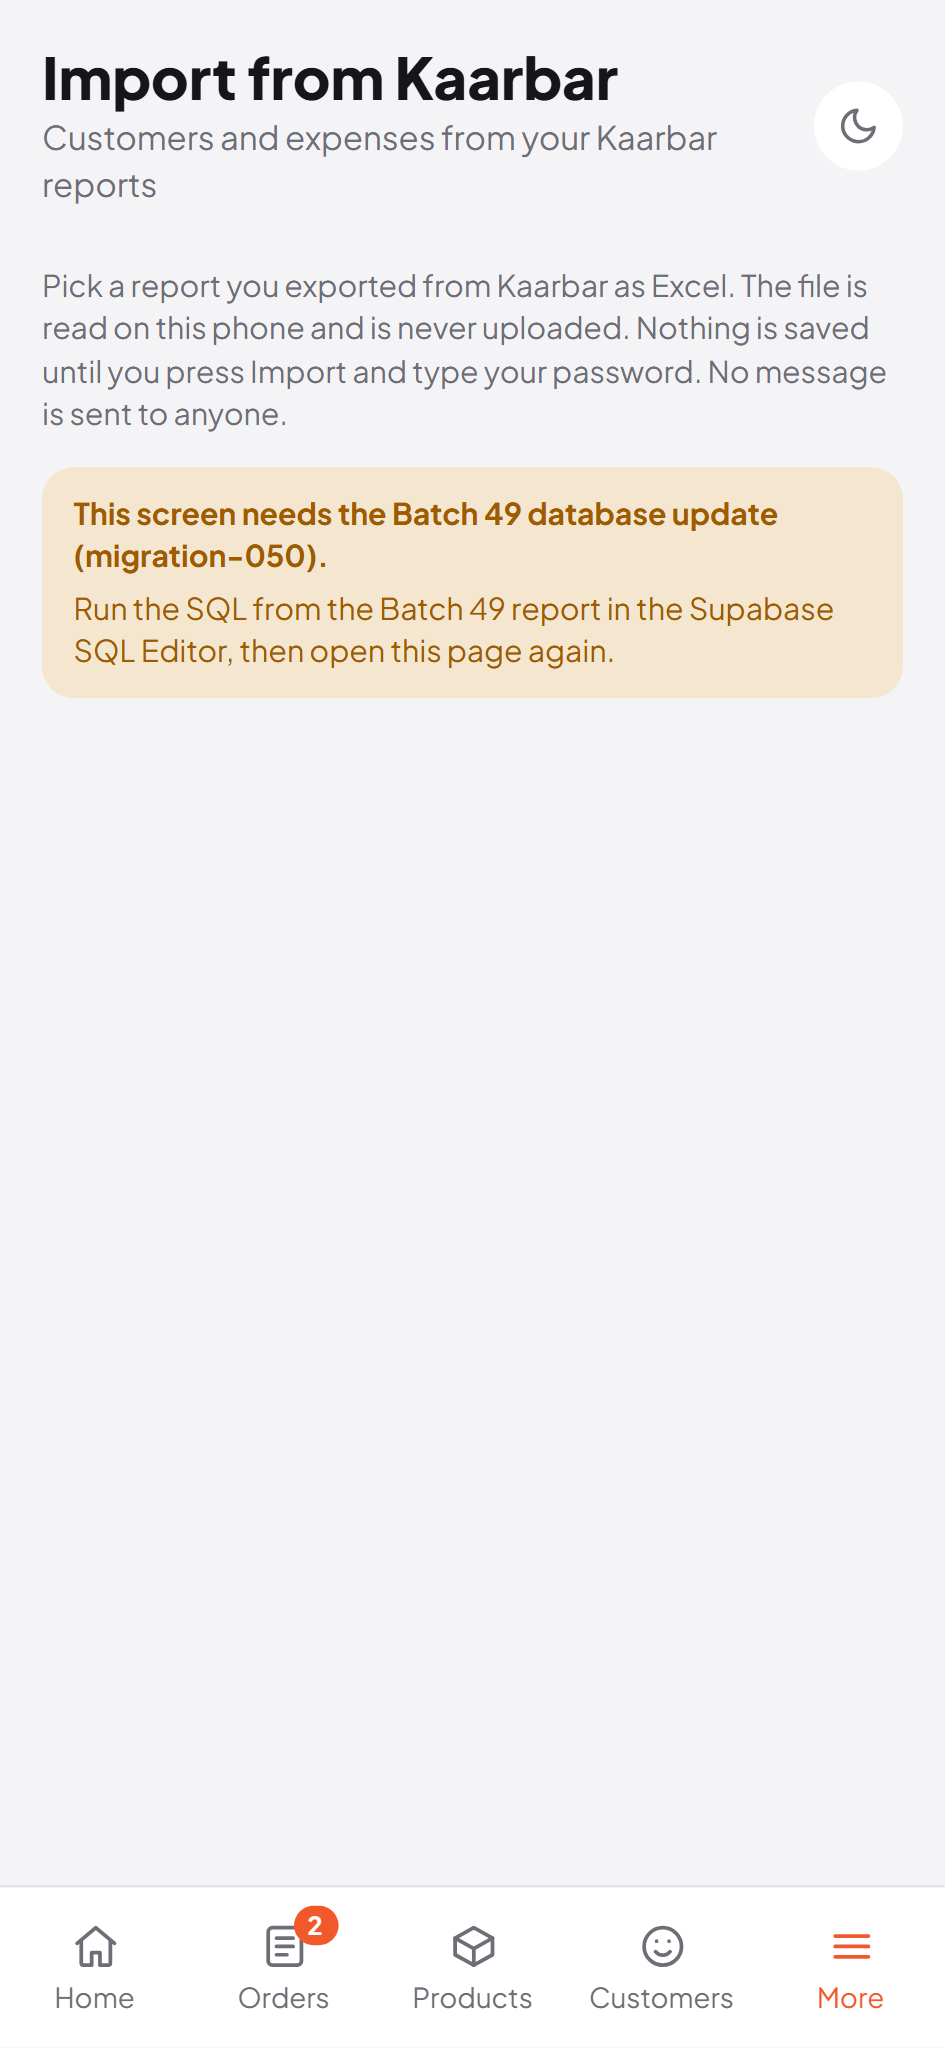 Import from Kaarbar
Customers and expenses from your Kaarbar
reports
Pick a report you exported from Kaarbar as Excel. The file is
read on this phone and is never uploaded. Nothing is saved
until you press Import and type your password. No message
is sent to anyone.
This screen needs the Batch 49 database update
(migration-050).
Run the SQL from the Batch 49 report in the Supabase
SQL Editor, then open this page again.
2
Home
Orders
Products
Customers
More